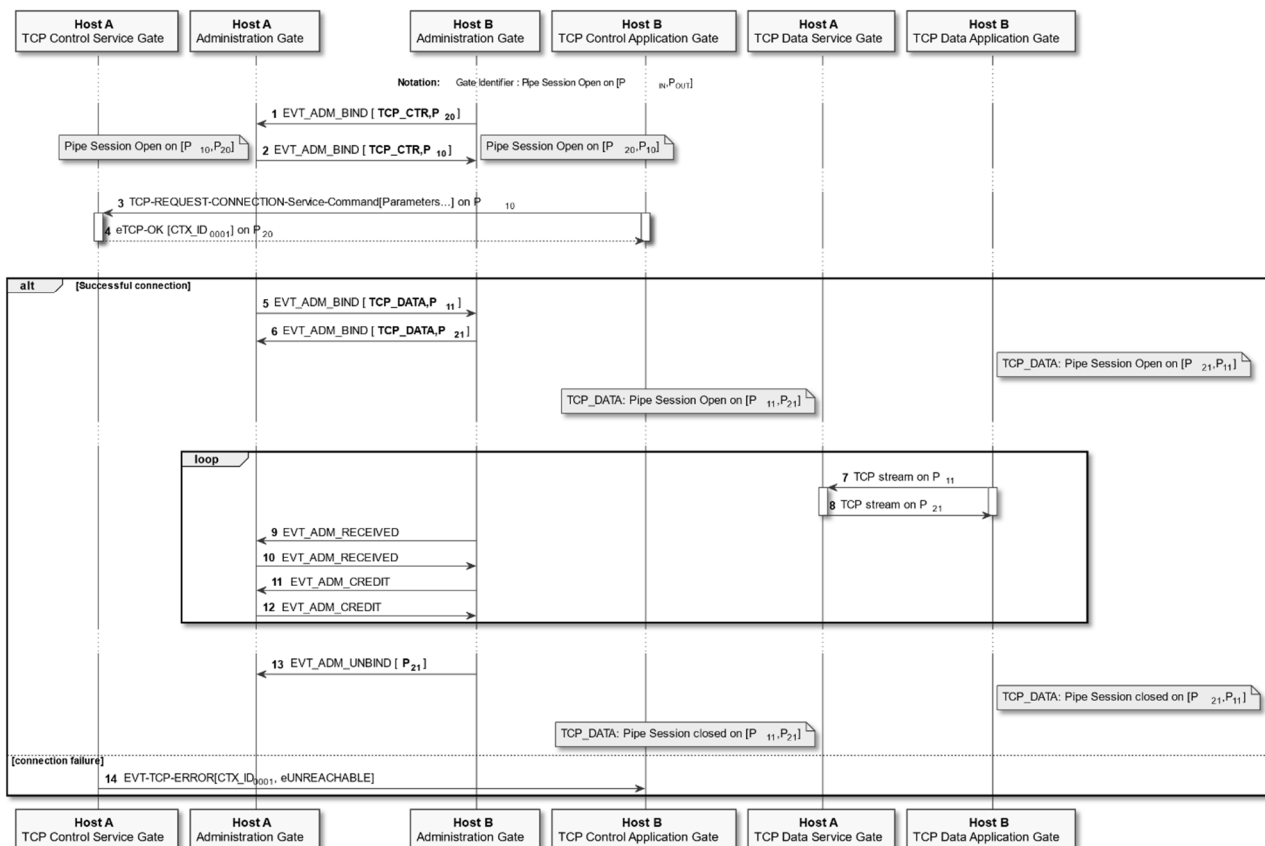 Host A
TCP Control Service Gate
Host A
Administration Gate
Host B
Administration Gate
Host B
TCP Control Application Gate
Host A
TCP Data Service Gate
Host B
TCP Data Application Gate
Notation: Gate Identifier : Pipe Session Open on [P IN,POUT]
1 EVT_ADM_BIND [ TCP_CTR,P 20]
Pipe Session Open on [P 10,P20]
2 EVT_ADM_BIND [ TCP_CTR,P 10]
Pipe Session Open on [P 20,P10]
3 TCP-REQUEST-CONNECTION-Service-Command[Parameters...] on P 10
4 eTCP-OK [CTX_ID 0001] on P 20
alt [Successful connection]
5 EVT_ADM_BIND [ TCP_DATA,P 11]
6 EVT_ADM_BIND [ TCP_DATA,P 21]
TCP_DATA: Pipe Session Open on [P 21,P11]
TCP_DATA: Pipe Session Open on [P 11,P21]
loop
7 TCP stream on P 11
8 TCP stream on P 21
9 EVT_ADM_RECEIVED
10 EVT_ADM_RECEIVED
11 EVT_ADM_CREDIT
12 EVT_ADM_CREDIT
13 EVT_ADM_UNBIND [ P21]
TCP_DATA: Pipe Session closed on [P 21,P11]
TCP_DATA: Pipe Session closed on [P 11,P21]
[connection failure]
14 EVT-TCP-ERROR[CTX_ID0001, eUNREACHABLE]
Host A
TCP Control Service Gate
Host A
Administration Gate
Host B
Administration Gate
Host B
TCP Control Application Gate
Host A
TCP Data Service Gate
Host B
TCP Data Application Gate